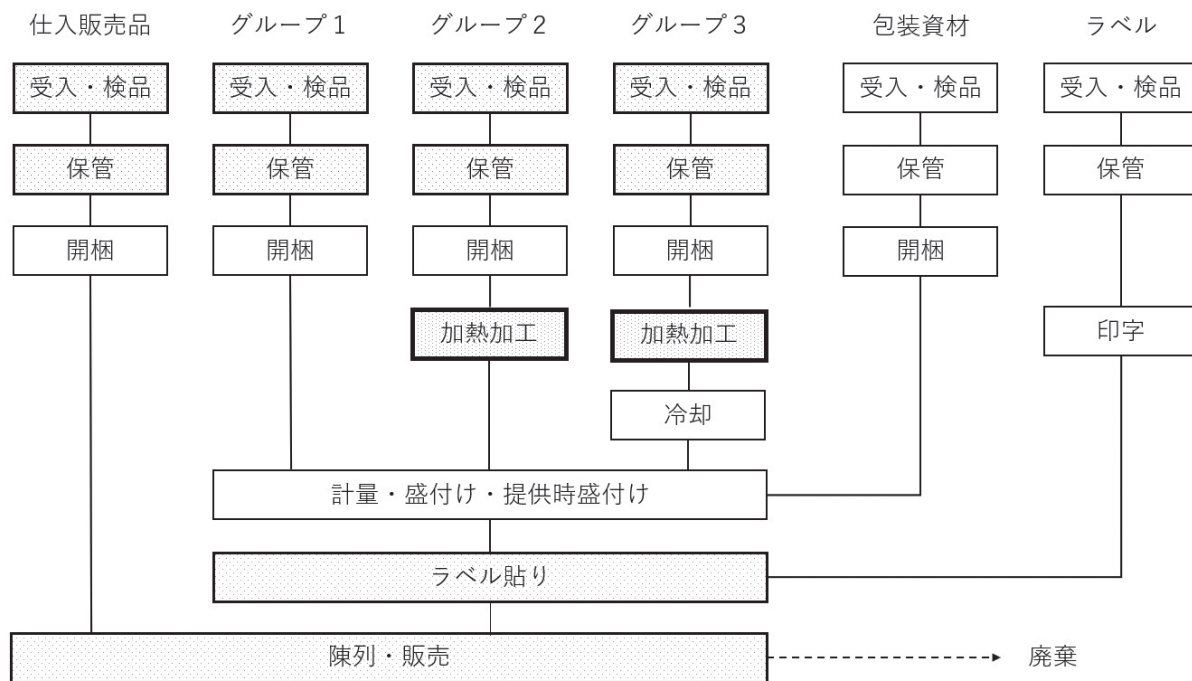 仕入販売品
グループ１
グループ２
グループ３
包装資材
ラベル
受入・検品
受入・検品
受入・検品
受入・検品
受入・検品
受入・検品
保管
保管
保管
保管
保管
保管
開梱
開梱
開梱
開梱
開梱
加熱加工
加熱加工
印字
冷却
計量・盛付け・提供時盛付け
ラベル貼り
陳列・販売
廃棄